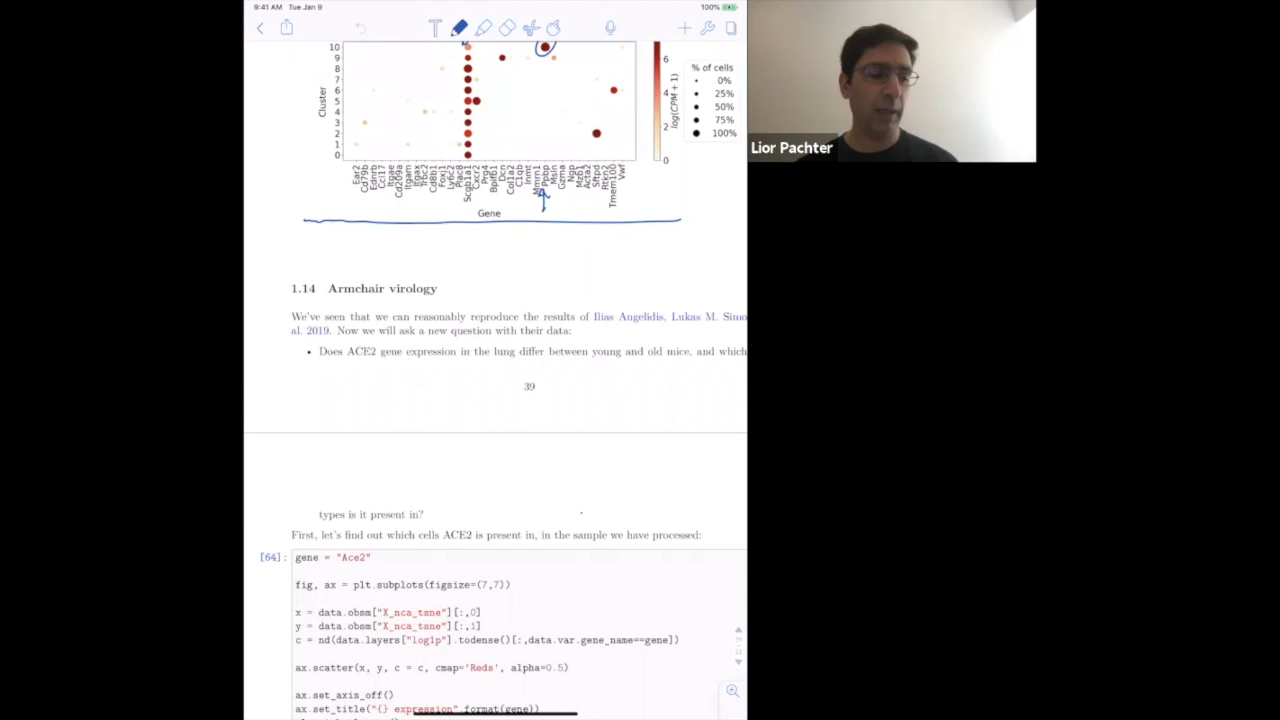 9:41 AM Tue Jan 9
100%
10
9
8
7
6
5
4
3
2
1
0
Cluster
Ear2
Cd79b
Ednrb
Ccl17
Itgae
Cd209a
Itgam
Itgax
Trbc2
Cd8b1
Foxj1
Ly6c2
Plac8
Scgb1a1
Cxcr2
Prg4
Bpifb1
Dcn
Col1a2
C1qb
Inmt
Mmrn1
Ppbp
Msln
Gzma
Ngp
Mzb1
Acta2
Sftpd
Rtkn2
Tmem100
Vwf
Gene
6
4
2
0
log(CPM + 1)
% of cells
0%
25%
50%
75%
100%
Lior Pachter
1.14 Armchair virology
We've seen that we can reasonably reproduce the results of Ilias Angelidis, Lukas M. Simo
al. 2019. Now we will ask a new question with their data:
• Does ACE2 gene expression in the lung differ between young and old mice, and which
39
types is it present in?
First, let's find out which cells ACE2 is present in, in the sample we have processed:
[64]: gene = "Ace2"
fig, ax = plt.subplots(figsize=(7,7))
x = data.obsm["X_nca_tsne"][:,0]
y = data.obsm["X_nca_tsne"][:,1]
c = nd(data.layers["log1p"].todense()[:,data.var.gene_name==gene])
ax.scatter(x, y, c = c, cmap='Reds', alpha=0.5)
ax.set_axis_off()
ax.set_title("{} expression".format(gene))